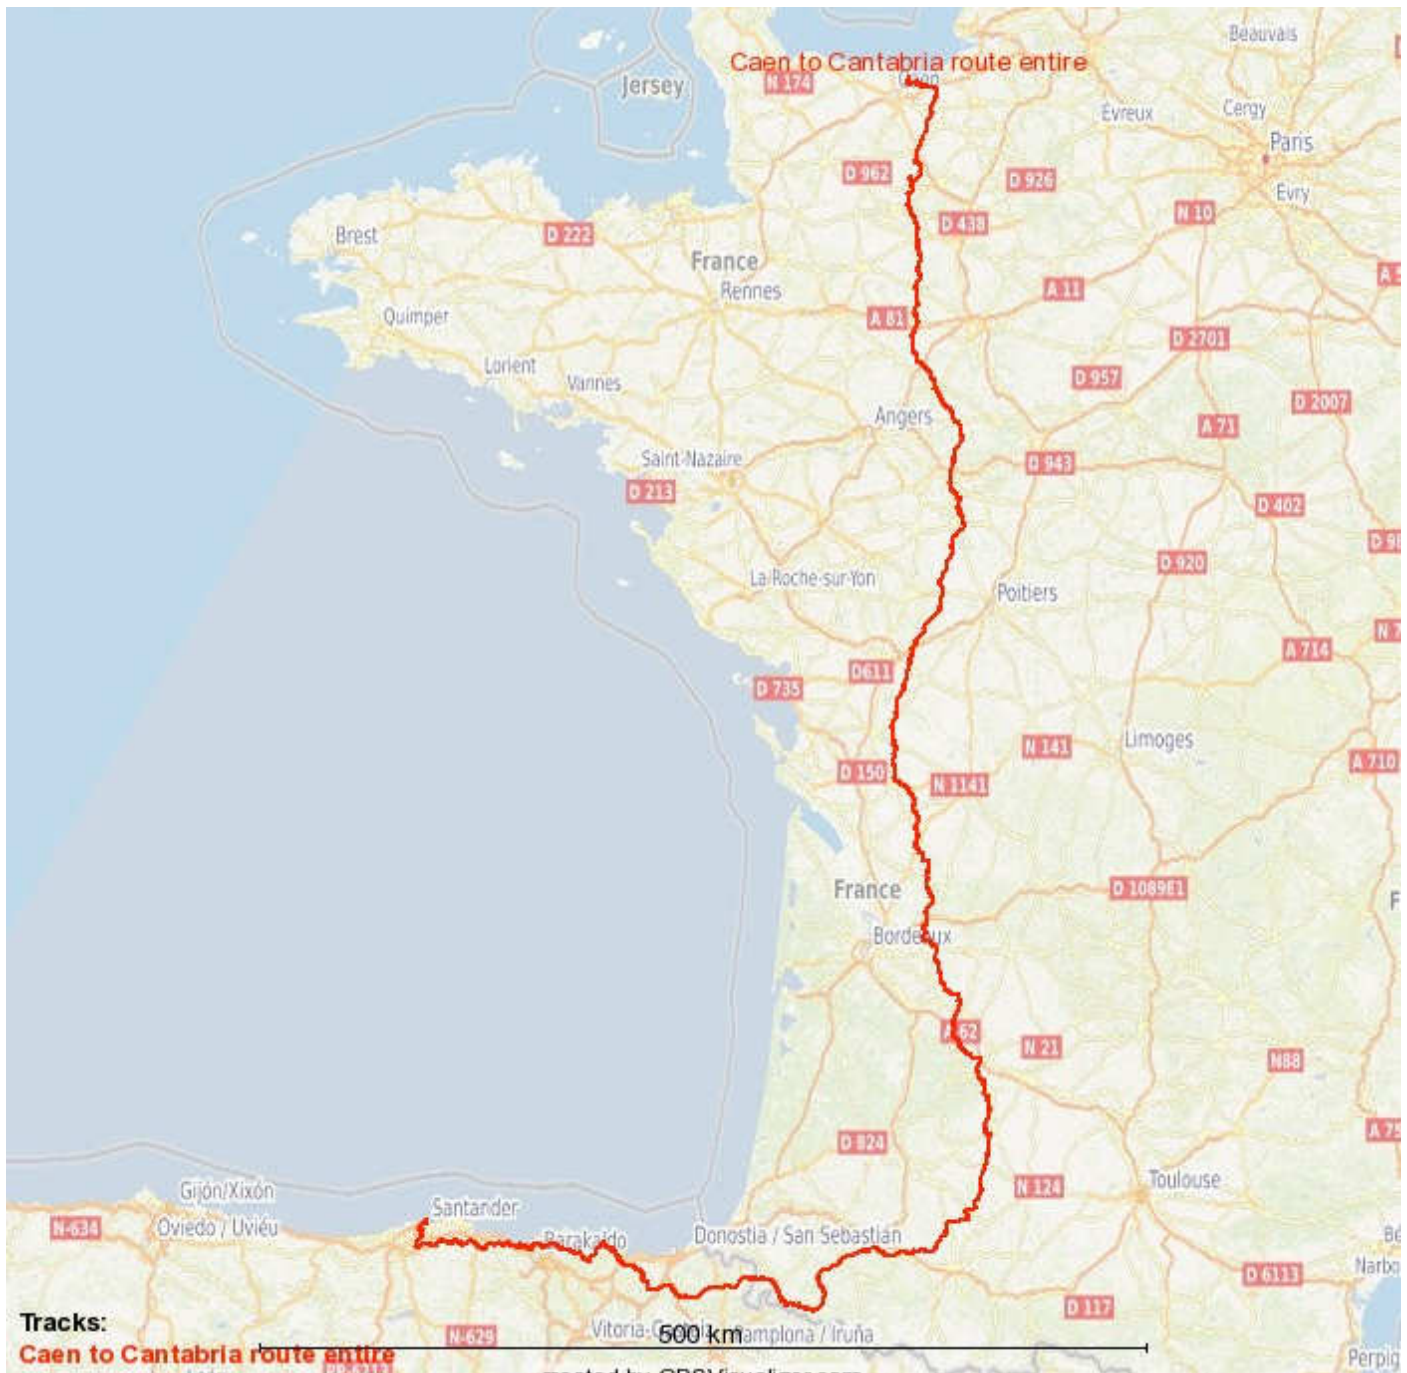 Beauvais
Caen to Cantabria route entire
Jersey
N 174
Cergy
Évreux
Paris
D 962
D 926
Évry
N 10
D 438
Brest
D 222
France
Rennes
A 11
Quimper
A 81
D 2701
Lorient
D 957
Vannes
D 2007
Angers
A 71
Saint-Nazaire
D 943
D 213
D 402
D 920
La Roche-sur-Yon
Poitiers
A 714
D611
D 735
Limoges
N 141
D 150
A 710
N 1141
France
D 1089E1
Bordeaux
A 62
N 21
N88
D 824
Toulouse
N 124
Gijón/Xixón
Santander
N-634
Oviedo / Uviéu
Barakaldo
Donostia / San Sebastián
D 6113
D 117
Tracks:
Vitoria-Gasteiz
500 km
Pamplona / Iruña
N-629
Caen to Cantabria route entire